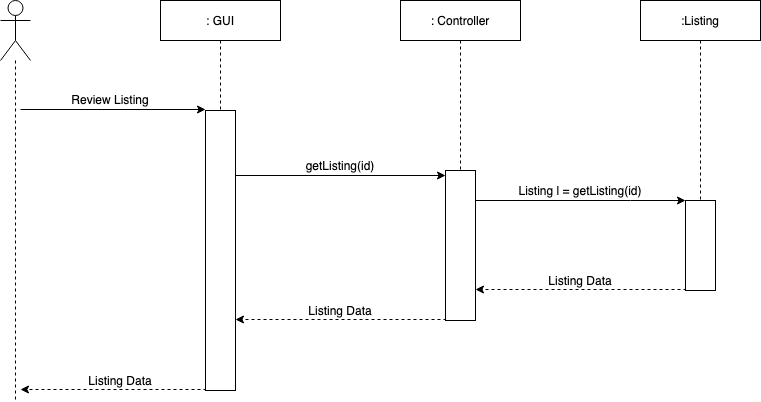 : GUI
: Controller
:Listing
Review Listing
getListing(id)
Listing l = getListing(id)
Listing Data
Listing Data
Listing Data